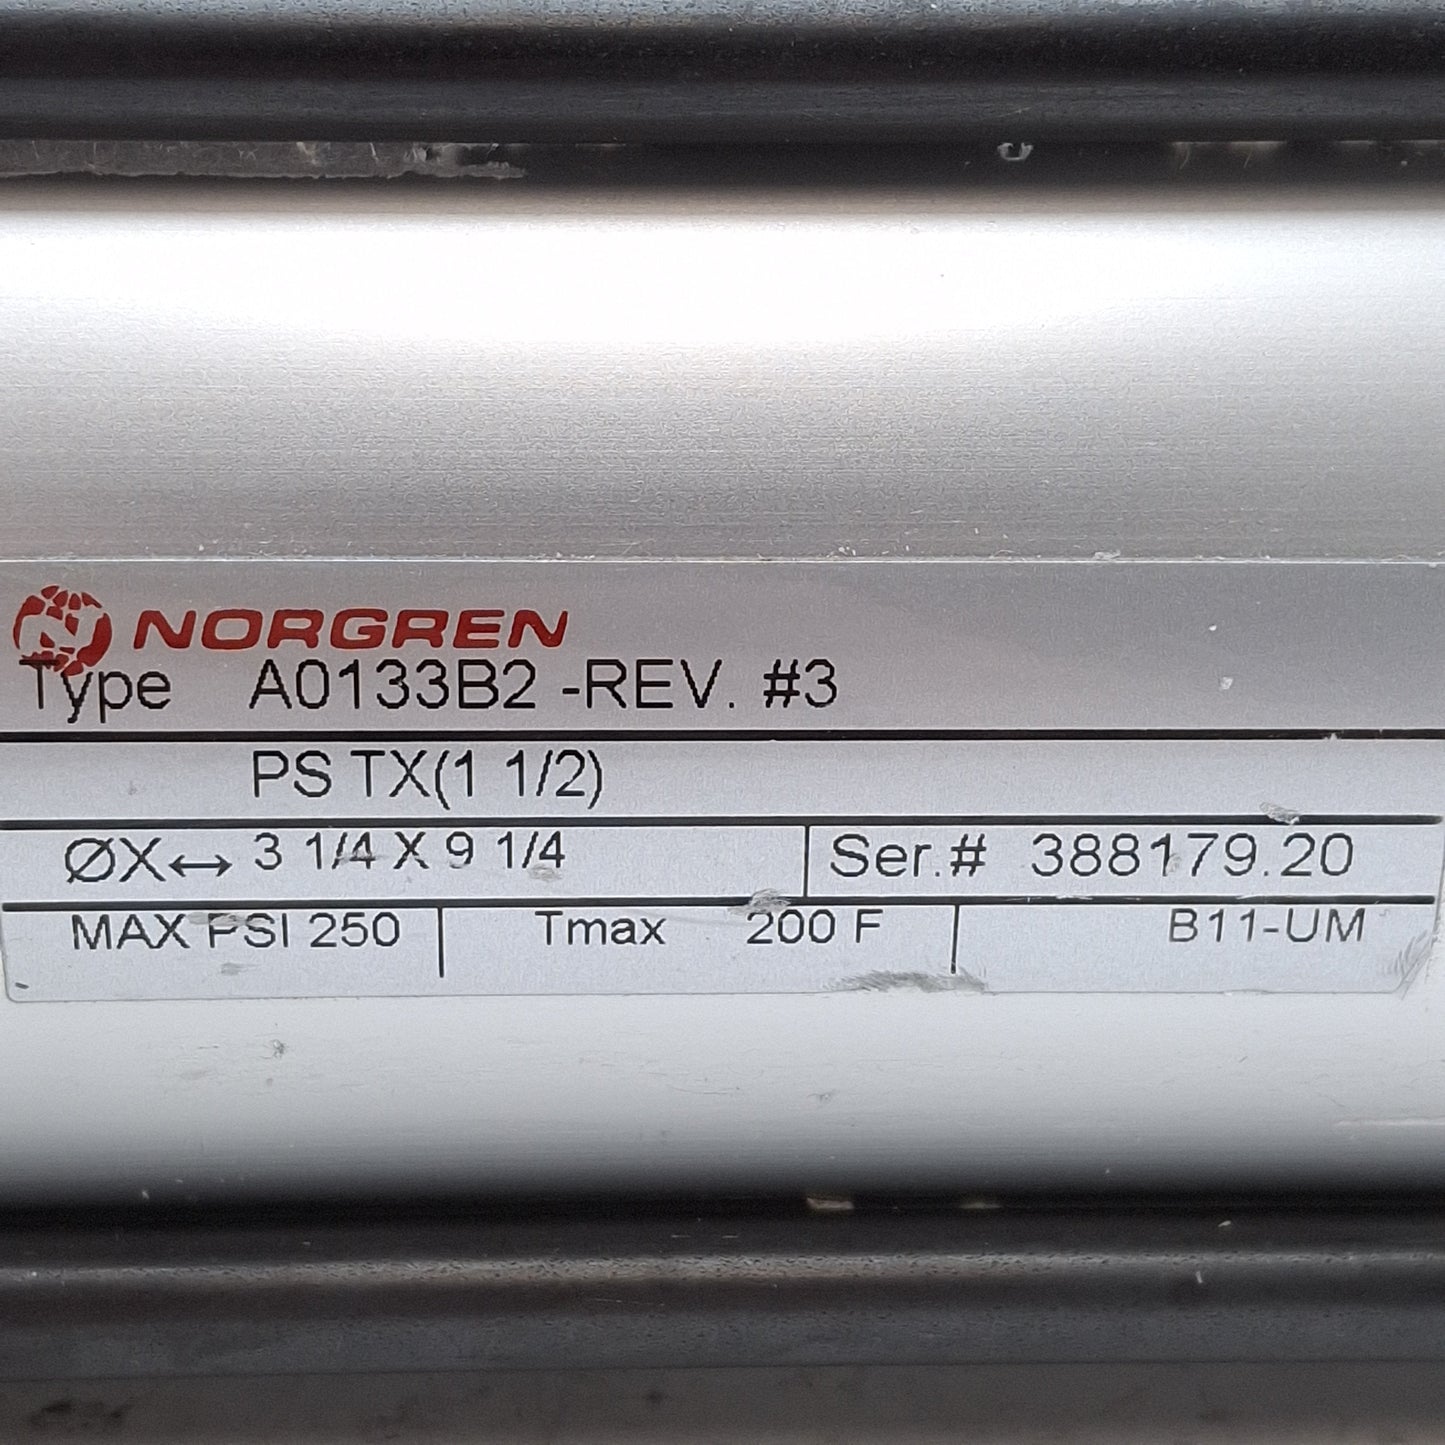 NORGREN
Type A0133B2 -REV. #3
PS TX(1 1/2)
ØX↔ 3 1/4 X 9 1/4 Ser.# 388179.20
MAX PSI 250 Tmax 200 F B11-UM